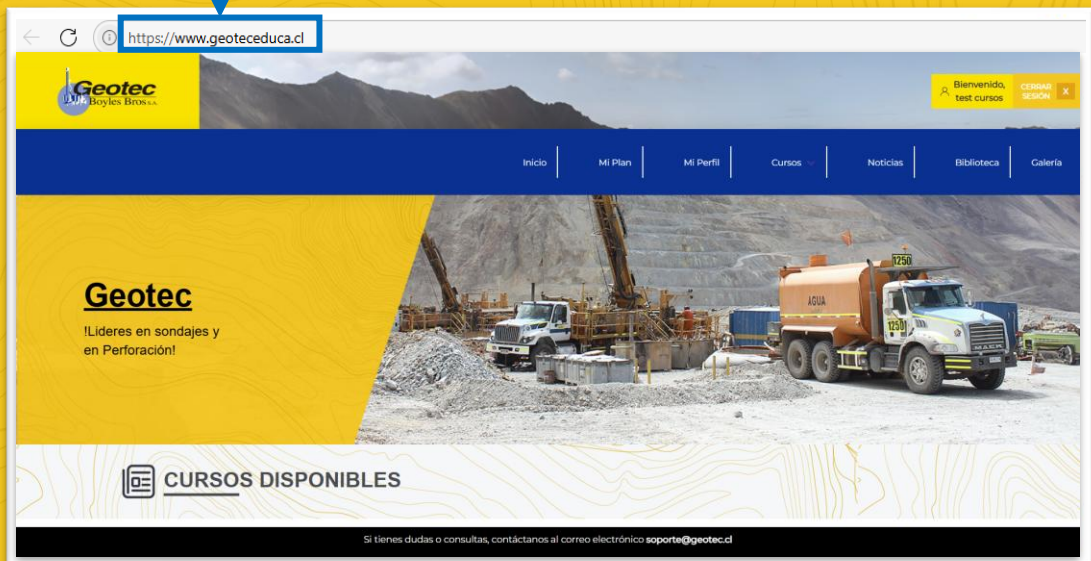 https://www.geoteceduca.cl
Geotec
Boyles Bros S.A.
Bienvenido,
test cursos
CERRAR
SESIÓN
X
Inicio
Mi Plan
Mi Perfil
Cursos
Noticias
Biblioteca
Galería
Geotec
!Lideres en sondajes y
en Perforación!
1250
AGUA
1250
MACK
CURSOS DISPONIBLES
Si tienes dudas o consultas, contáctanos al correo electrónico soporte@geotec.cl